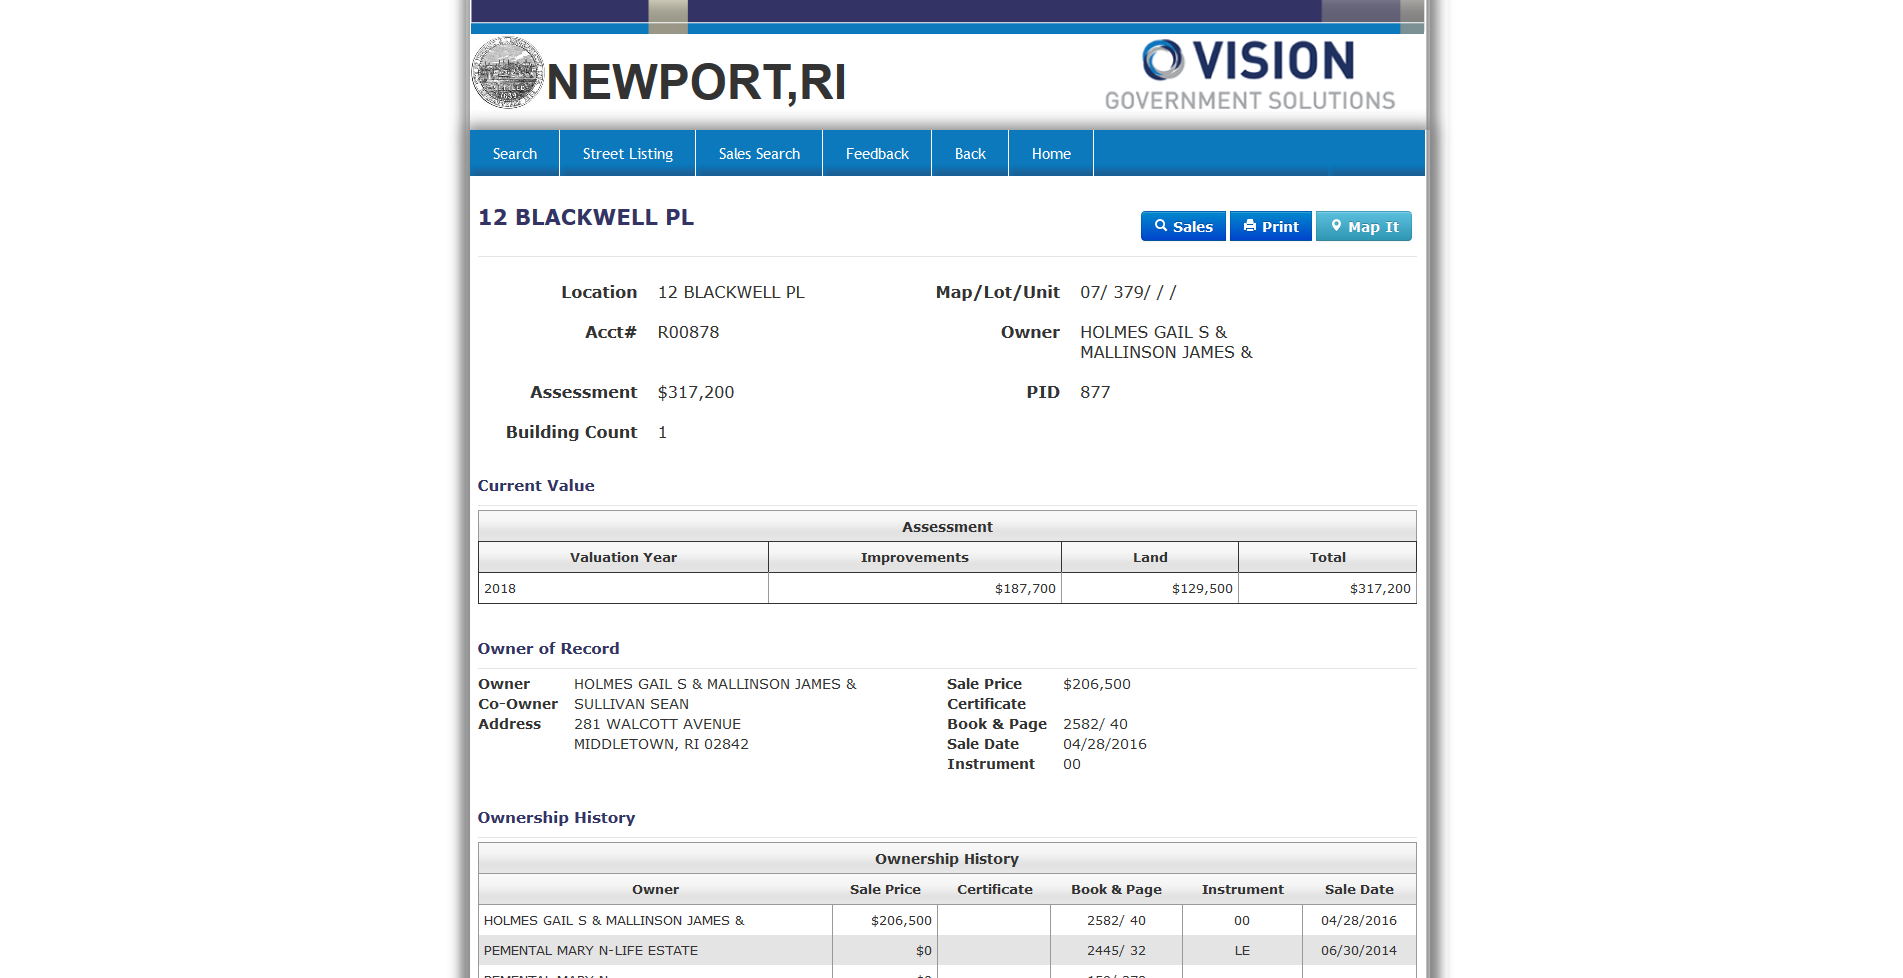 NEWPORT,RI
VISION
GOVERNMENT SOLUTIONS
Search Street Listing Sales Search Feedback Back Home
12 BLACKWELL PL
Sales Print Map It
Location 12 BLACKWELL PL Map/Lot/Unit 07/ 379/ / /
Acct# R00878 Owner HOLMES GAIL S &
MALLINSON JAMES &
Assessment $317,200 PID 877
Building Count 1
Current Value
Assessment
Valuation Year Improvements Land Total
2018 $187,700 $129,500 $317,200
Owner of Record
Owner HOLMES GAIL S & MALLINSON JAMES & Sale Price $206,500
Co-Owner SULLIVAN SEAN Certificate
Address 281 WALCOTT AVENUE Book & Page 2582/ 40
MIDDLETOWN, RI 02842 Sale Date 04/28/2016
Instrument 00
Ownership History
Ownership History
Owner Sale Price Certificate Book & Page Instrument Sale Date
HOLMES GAIL S & MALLINSON JAMES & $206,500 2582/ 40 00 04/28/2016
PEMENTAL MARY N-LIFE ESTATE $0 2445/ 32 LE 06/30/2014